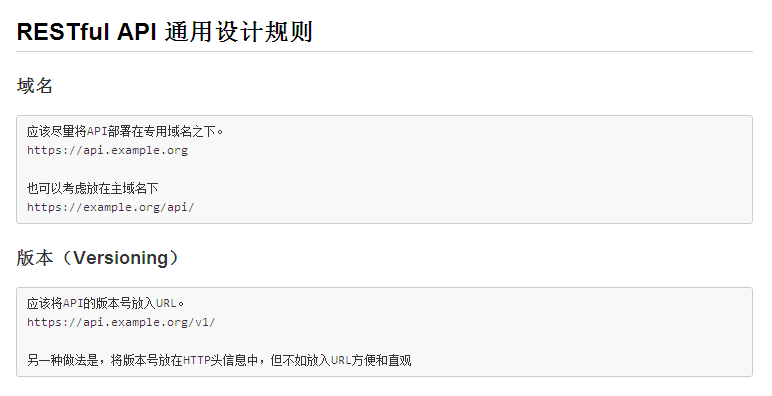 RESTful API 通用设计规则
域名
应该尽量将API部署在专用域名之下。
https://api.example.org
也可以考虑放在主域名下
https://example.org/api/
版本（Versioning）
应该将API的版本号放入URL。
https://api.example.org/v1/
另一种做法是，将版本号放在HTTP头信息中，但不如放入URL方便和直观